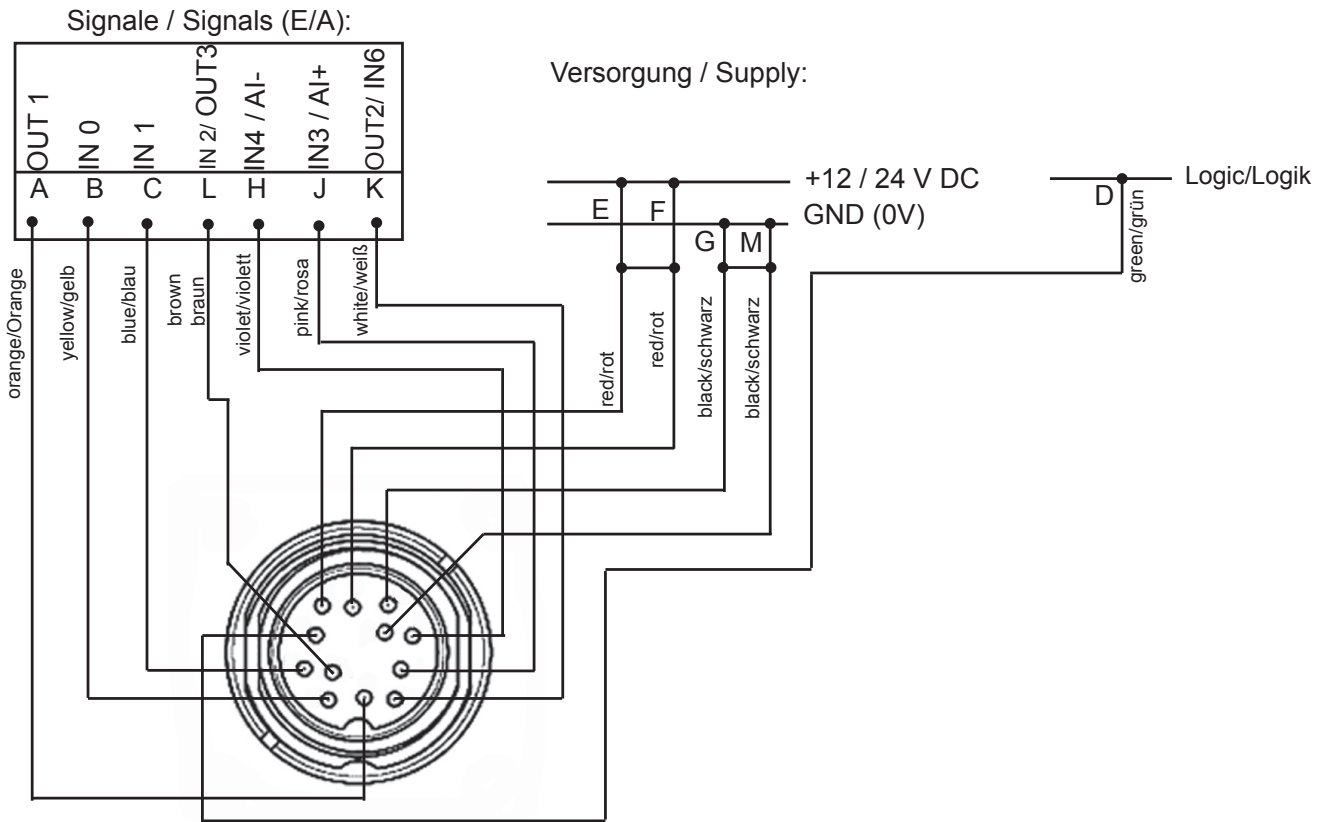 Signale / Signals (E/A):
OUT 1
IN 0
IN 1
IN 2/ OUT3
IN4 / AI-
IN3 / AI+
OUT2/ IN6
A B C L H J K
orange/Orange
yellow/gelb
blue/blau
brown
braun
violet/violett
pink/rosa
white/weiß
Versorgung / Supply:
+12 / 24 V DC
GND (0V)
E F
G M
red/rot
red/rot
black/schwarz
black/schwarz
Logic/Logik
D
green/grün